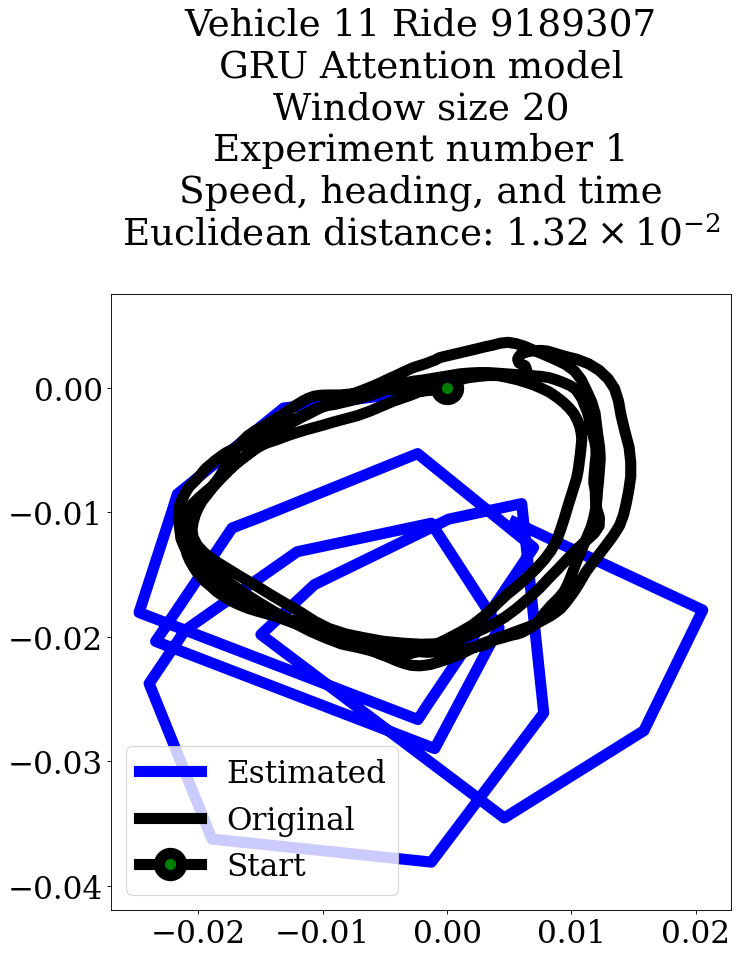 Vehicle 11 Ride 9189307
GRU Attention model
Window size 20
Experiment number 1
Speed, heading, and time
Euclidean distance: 1.32 × 10⁻²
0.00
−0.01
−0.02
−0.03
−0.04
Estimated
Original
Start
−0.02 −0.01 0.00 0.01 0.02